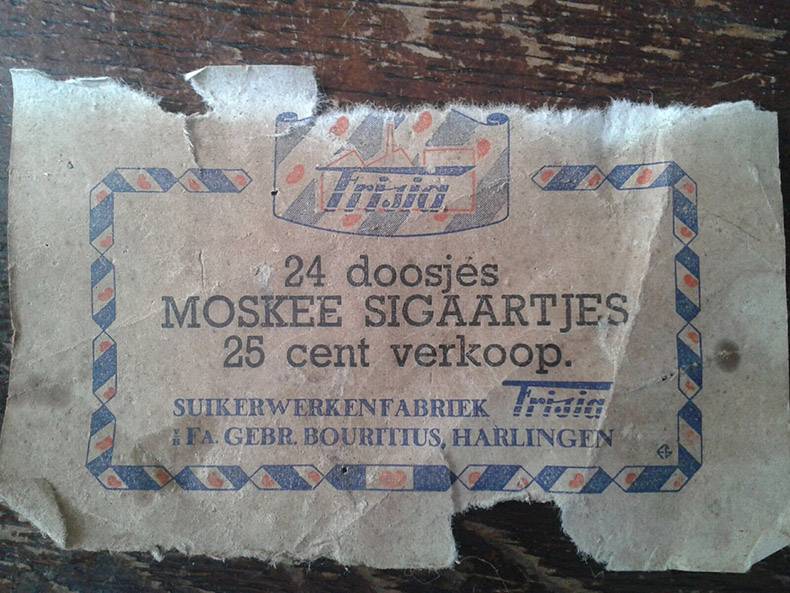 Frisia
24 doosjes
MOSKEE SIGAARTJES
25 cent verkoop.
SUIKERWERKENFABRIEK Frisia
FA. GEBR. BOURITIUS, HARLINGEN